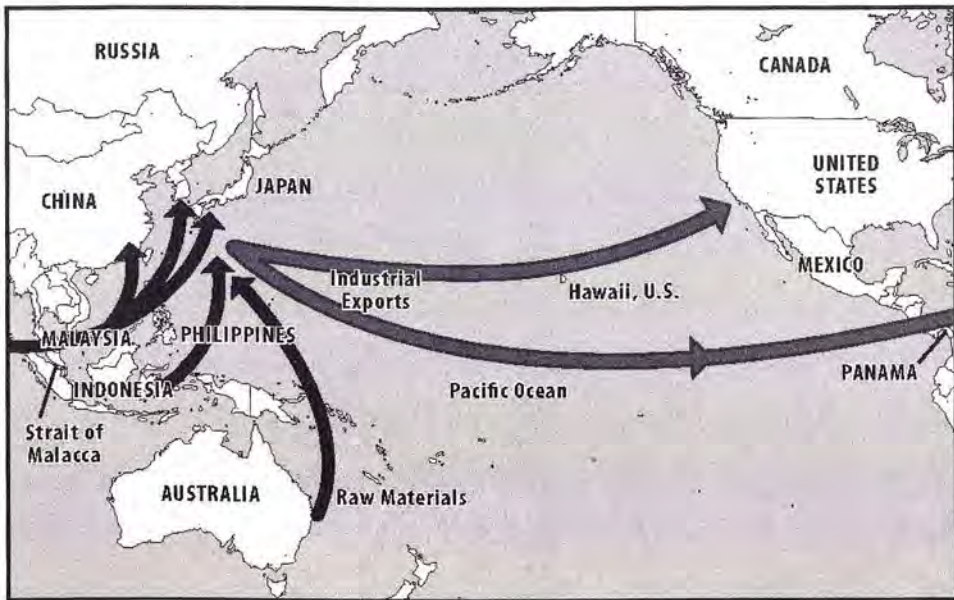 RUSSIA
CANADA
UNITED
STATES
CHINA
JAPAN
MEXICO
Industrial
Exports
Hawaii, U.S.
MALAYSIA
PHILIPPINES
PANAMA
INDONESIA
Pacific Ocean
Strait of
Malacca
AUSTRALIA
Raw Materials